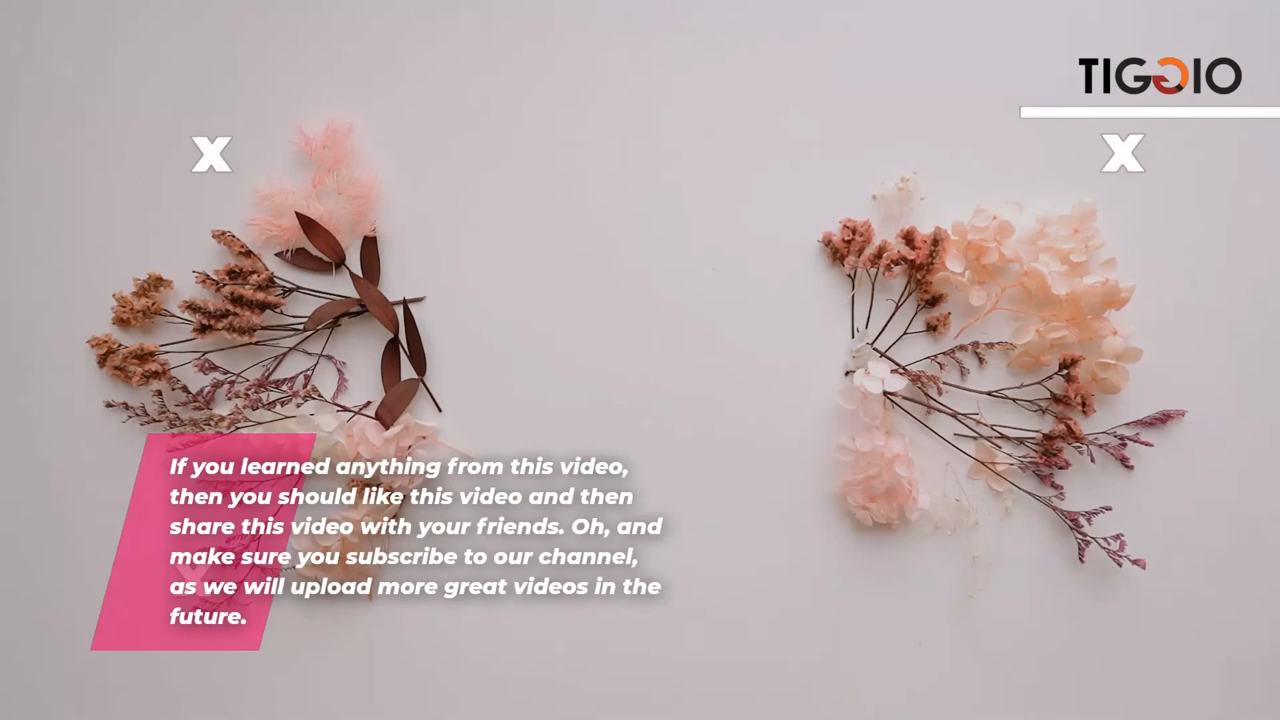 TIGGIO
X
X
If you learned anything from this video,
then you should like this video and then
share this video with your friends. Oh, and
make sure you subscribe to our channel,
as we will upload more great videos in the
future.